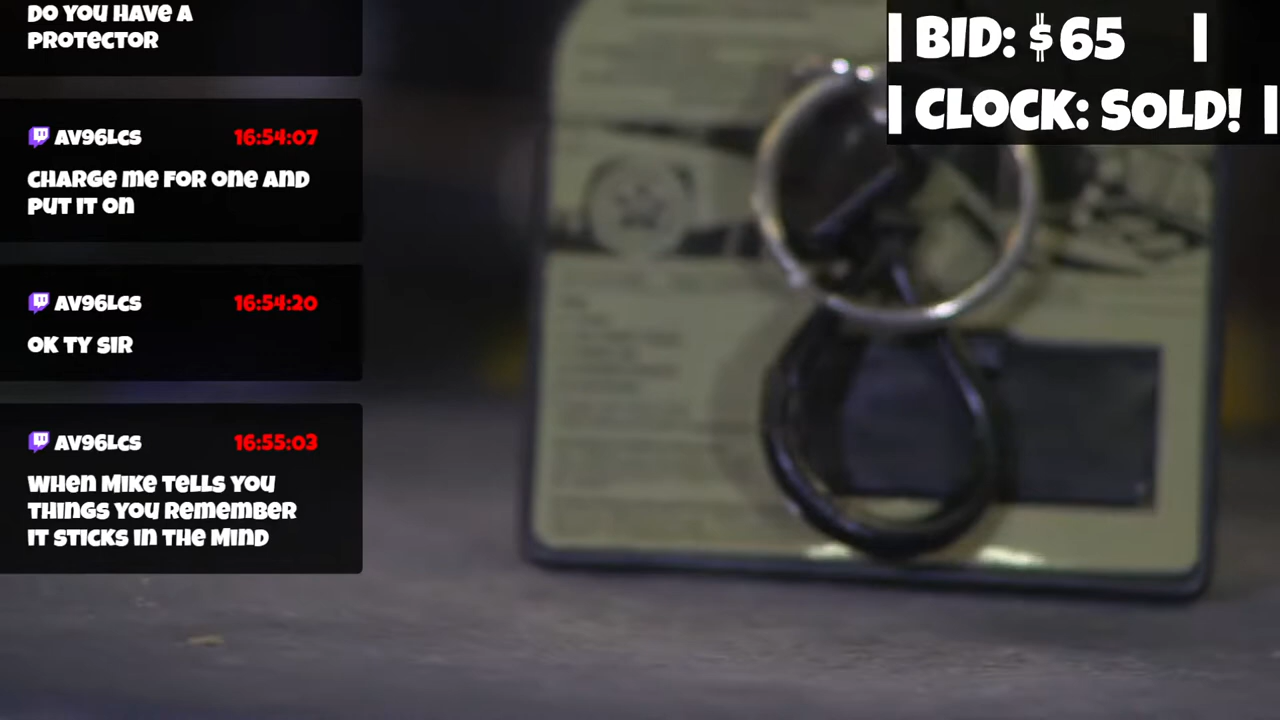 DO YOU HAVE A
PROTECTOR
AV96LCS 16:54:07
CHARGE ME FOR ONE AND
PUT IT ON
AV96LCS 16:54:20
OK TY SIR
AV96LCS 16:55:03
WHEN MIKE TELLS YOU
THINGS YOU REMEMBER
IT STICKS IN THE MIND
| BID: $65 |
| CLOCK: SOLD! |